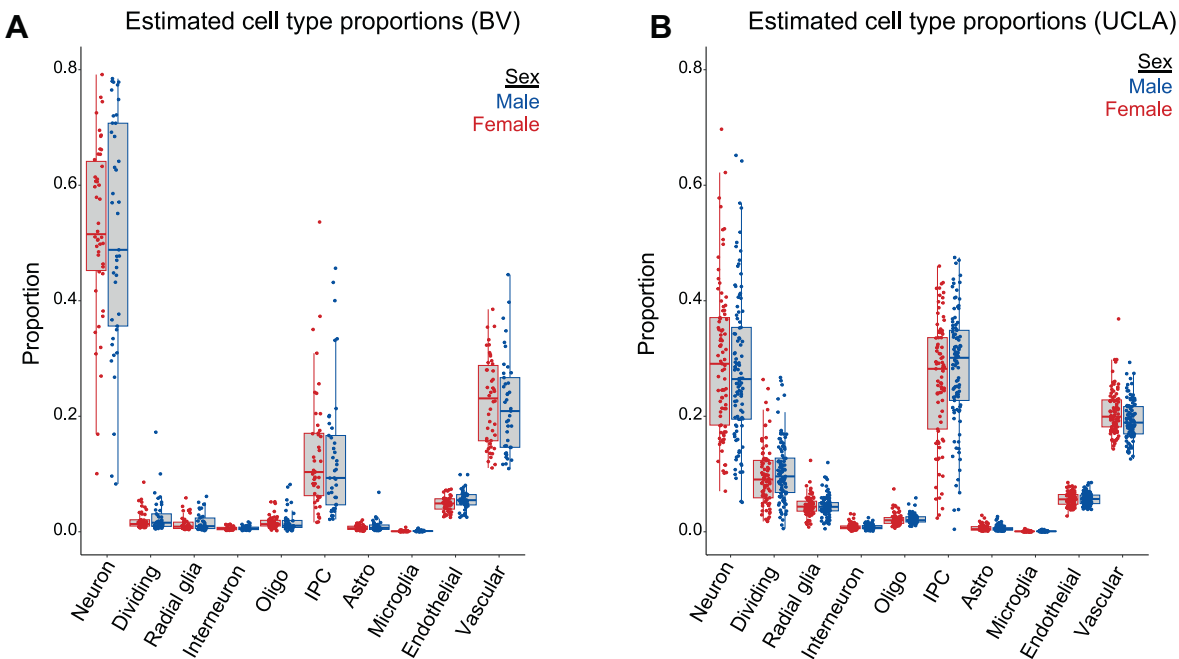 A
Estimated cell type proportions (BV)
Sex
Male
Female
Proportion
0.8
0.6
0.4
0.2
0.0
Neuron
Dividing
Radial glia
Interneuron
Oligo
IPC
Astro
Microglia
Endothelial
Vascular
B
Estimated cell type proportions (UCLA)
Sex
Male
Female
Proportion
0.8
0.6
0.4
0.2
0.0
Neuron
Dividing
Radial glia
Interneuron
Oligo
IPC
Astro
Microglia
Endothelial
Vascular